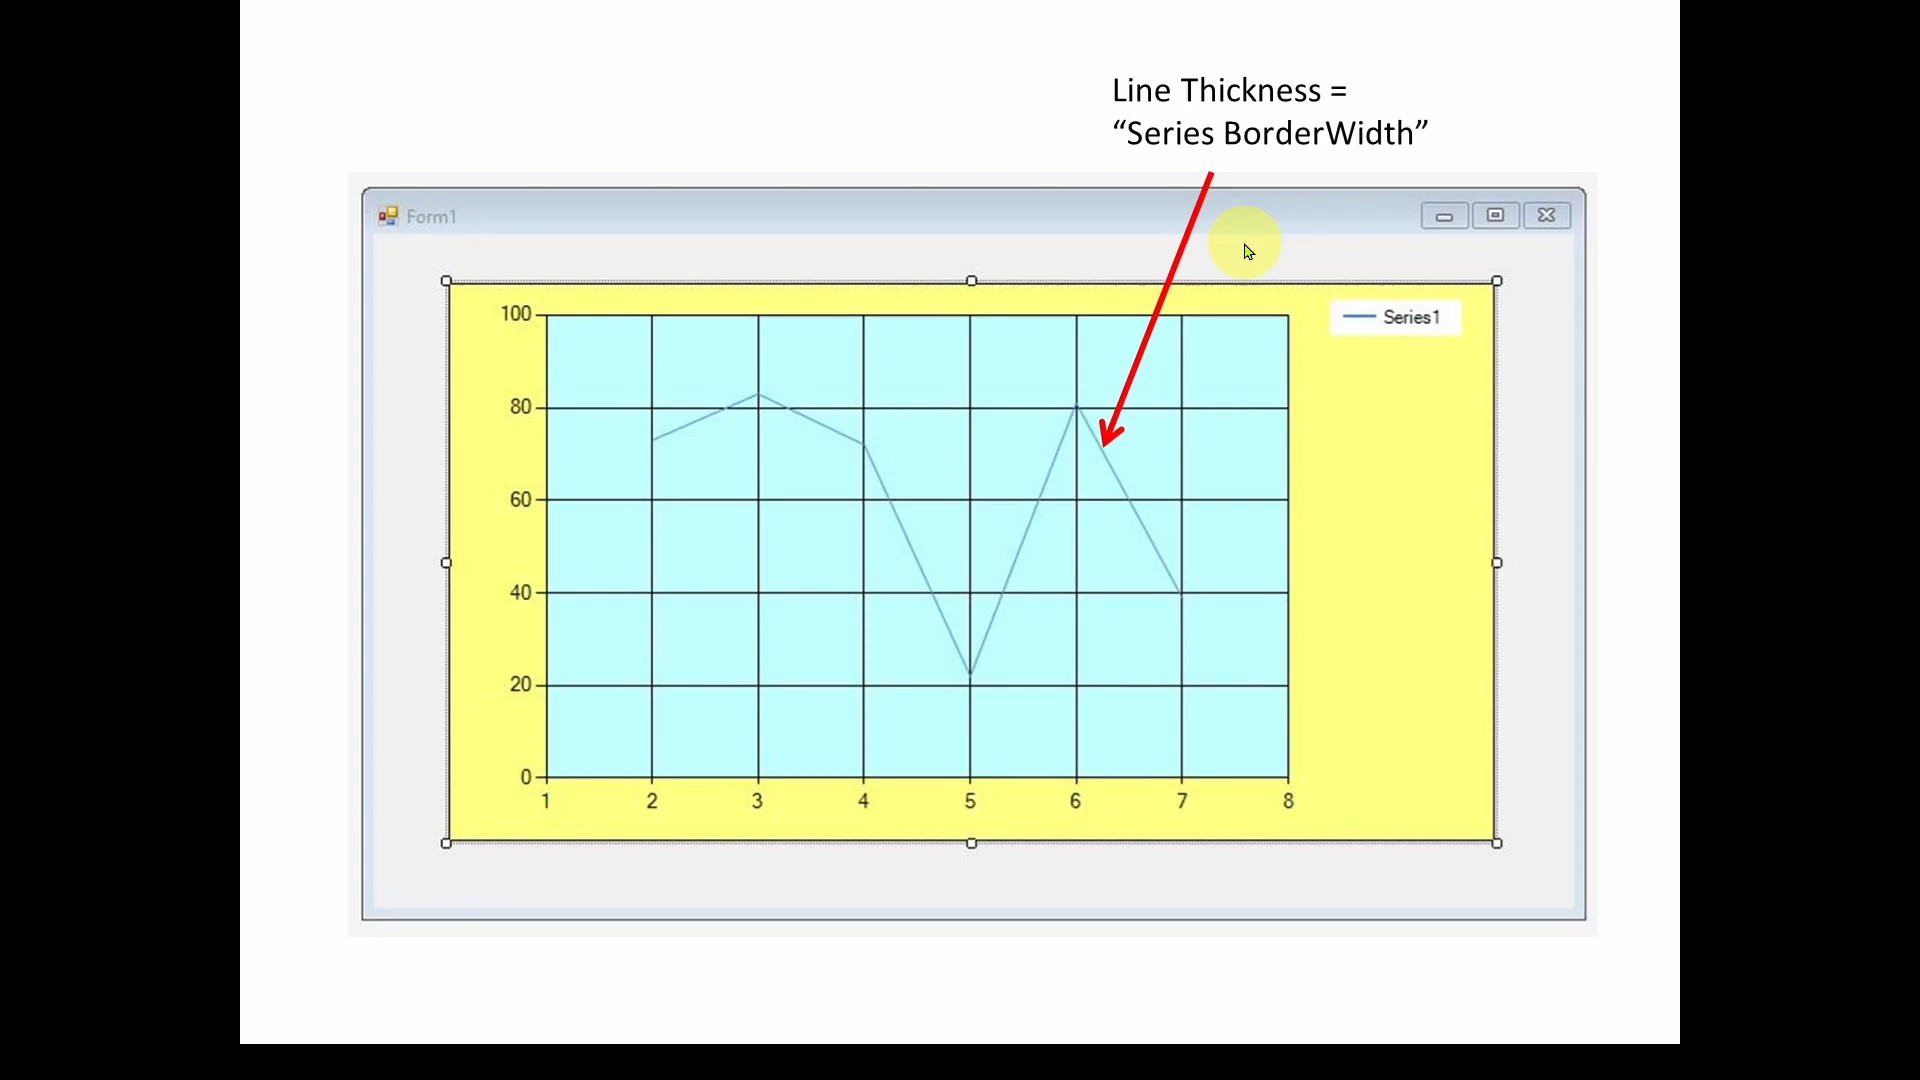 Line Thickness =
“Series BorderWidth”
Form1
Series1
100
80
60
40
20
0
1 2 3 4 5 6 7 8